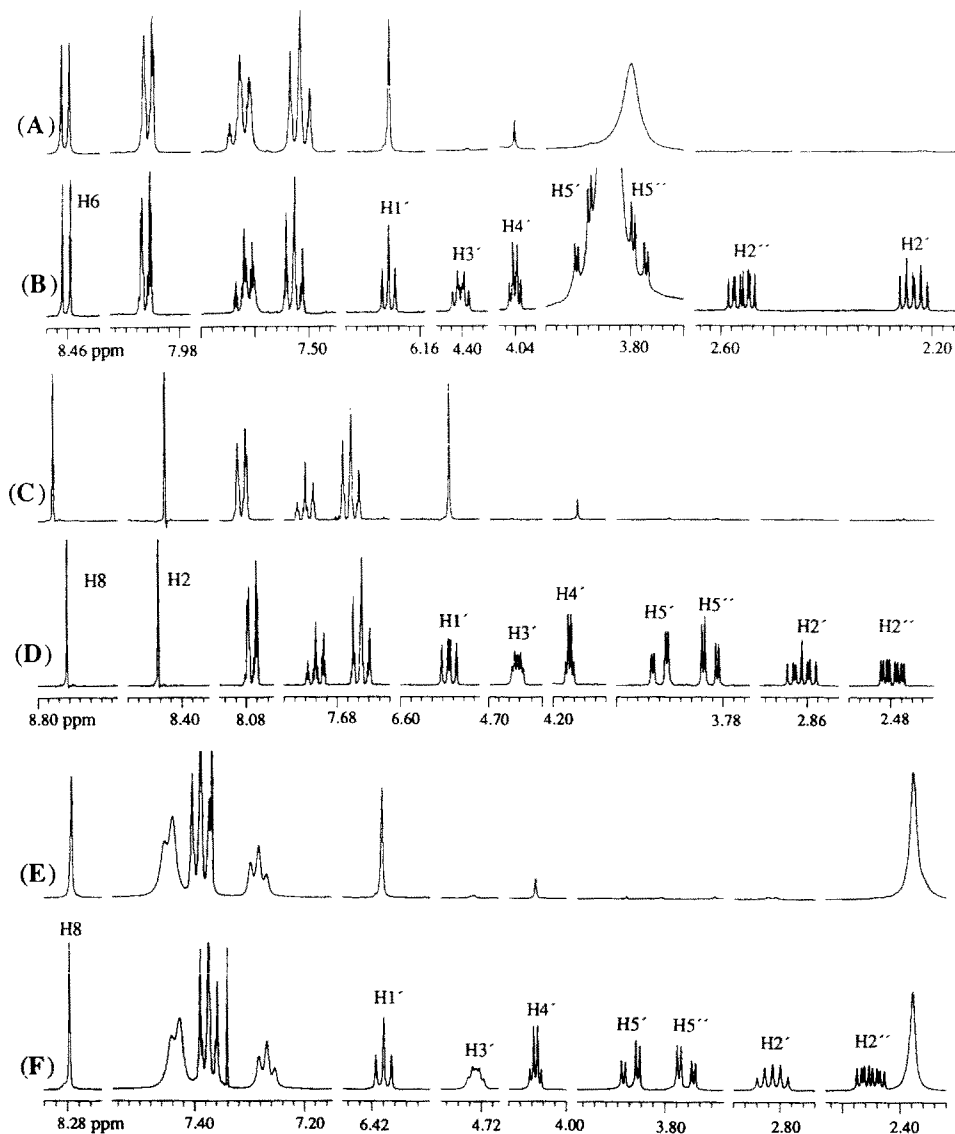 (A)
H6 H1´ H3´ H4´ H5´ H5´´ H2´´ H2´
(B)
8.46 ppm 7.98 7.50 6.16 4.40 4.04 3.80 2.60 2.20
(C)
H8 H2 H1´ H3´ H4´ H5´ H5´´ H2´ H2´´
(D)
8.80 ppm 8.40 8.08 7.68 6.60 4.70 4.20 3.78 2.86 2.48
(E)
H8 H1´ H3´ H4´ H5´ H5´´ H2´ H2´´
(F)
8.28 ppm 7.40 7.20 6.42 4.72 4.00 3.80 2.80 2.40